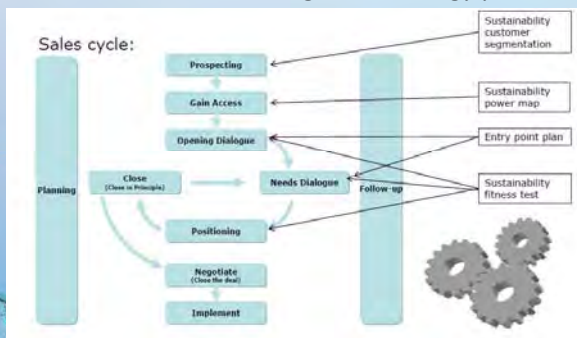 Sales cycle:
Prospecting
Gain Access
Opening Dialogue
Planning
Close
(Close in Principle)
Needs Dialogue
Follow-up
Positioning
Negotiate
(Close the deal)
Implement
Sustainability
customer
segmentation
Sustainability
power map
Entry point plan
Sustainability
fitness test